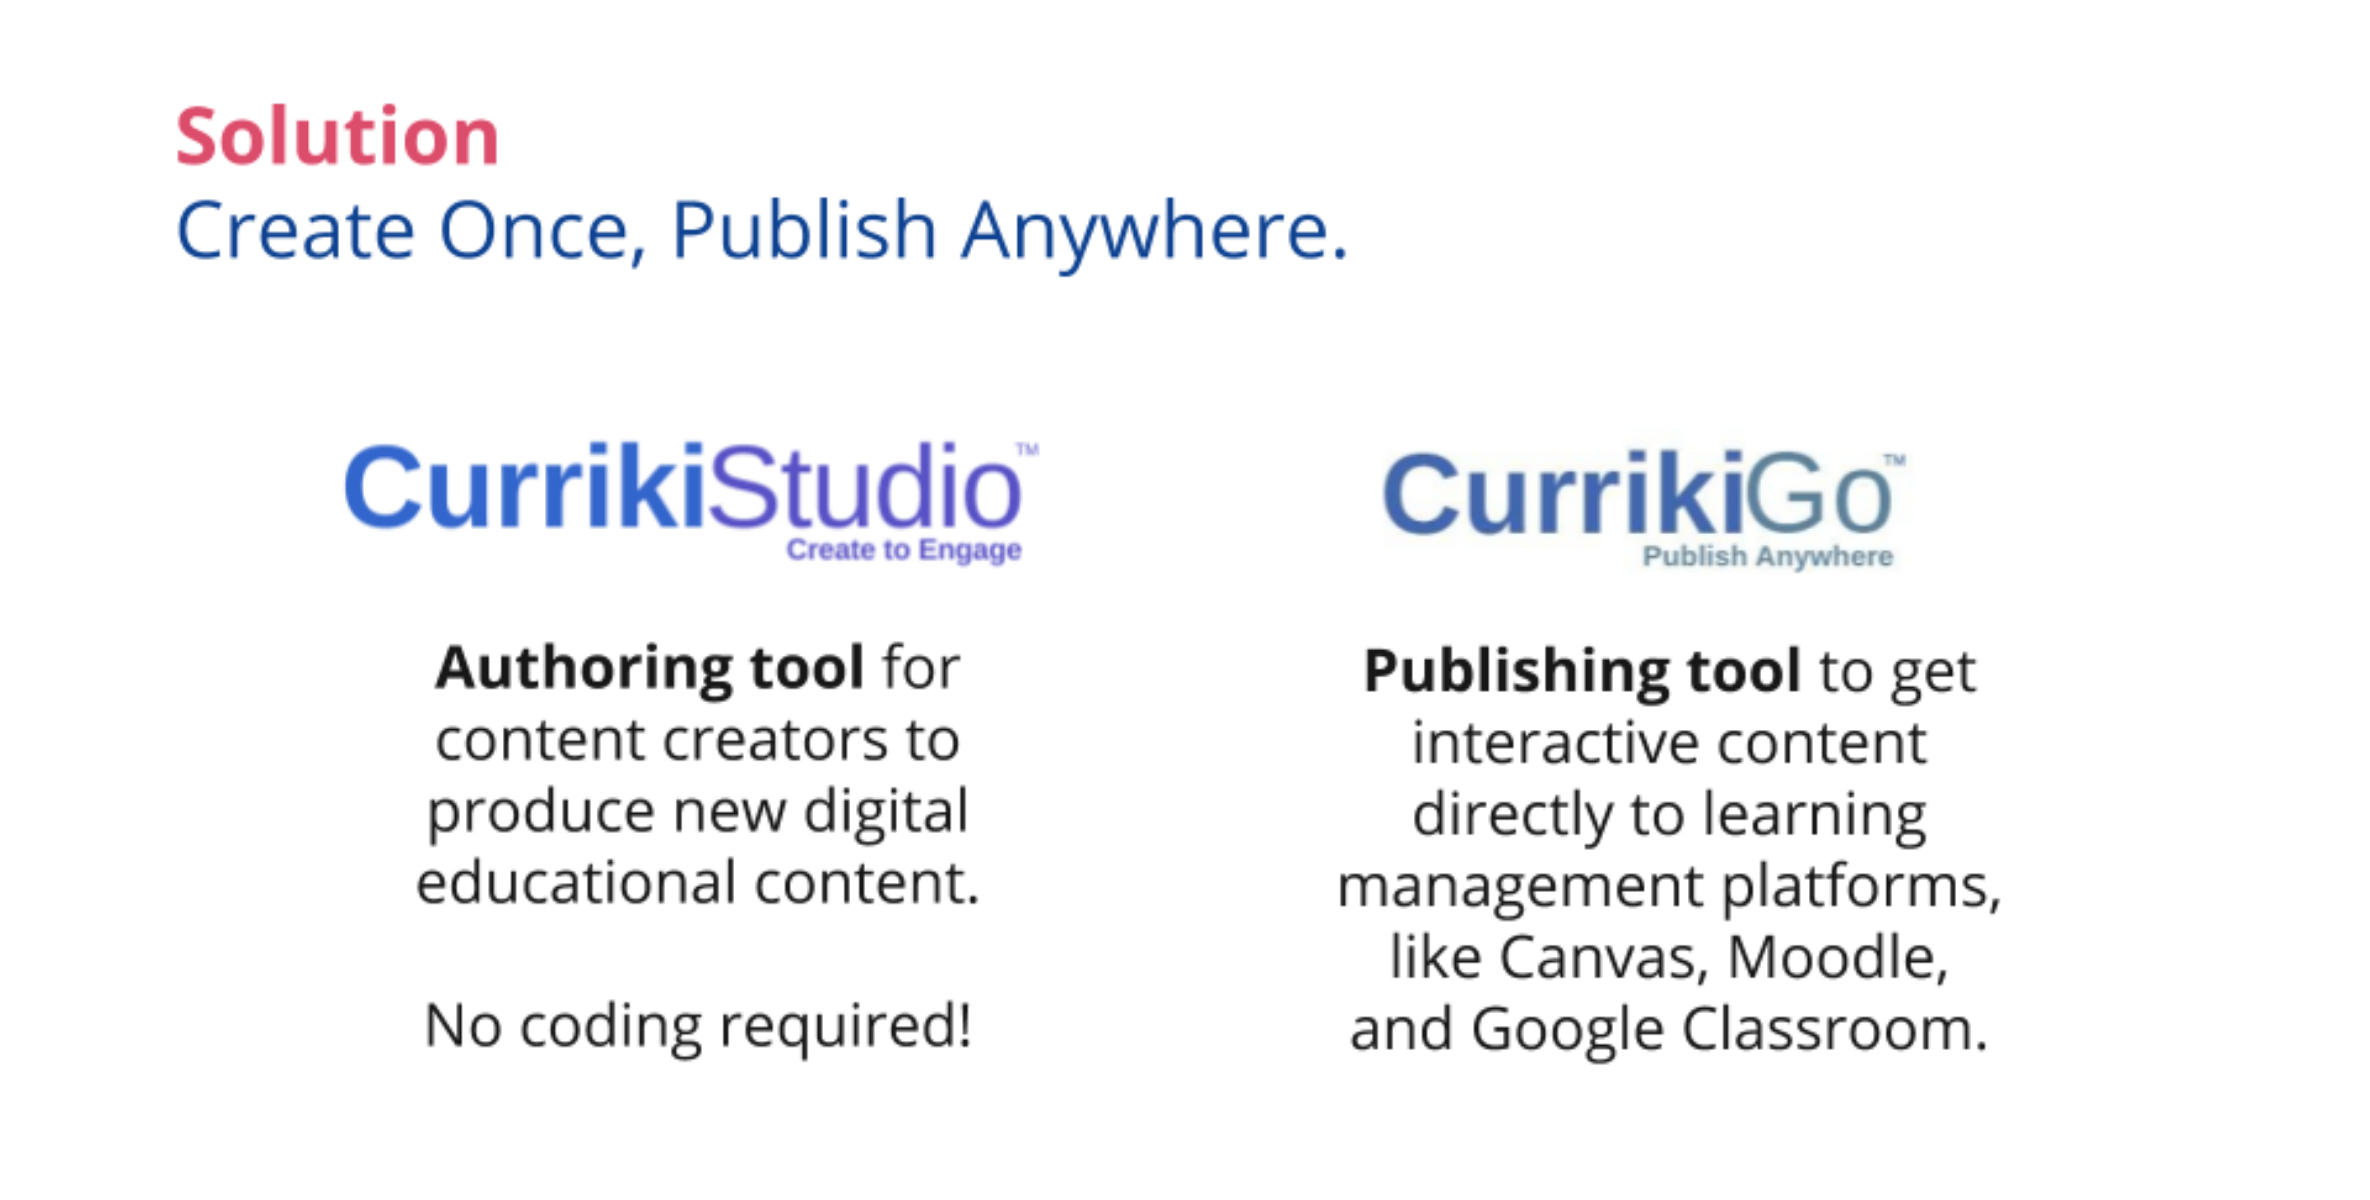 Solution
Create Once, Publish Anywhere.
CurrikiStudio™
Create to Engage
Authoring tool for
content creators to
produce new digital
educational content.
No coding required!
CurrikiGo™
Publish Anywhere
Publishing tool to get
interactive content
directly to learning
management platforms,
like Canvas, Moodle,
and Google Classroom.